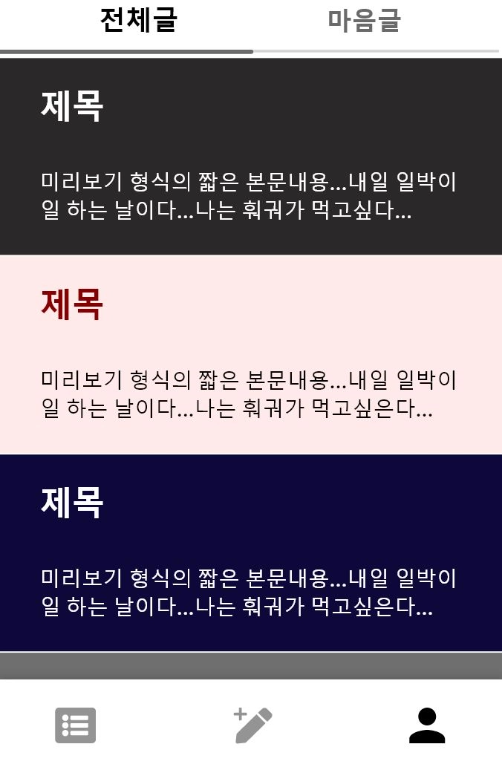 전체글
마음글
제목
미리보기 형식의 짧은 본문내용...내일 일박이
일 하는 날이다...나는 훠궈가 먹고싶다...
제목
미리보기 형식의 짧은 본문내용...내일 일박이
일 하는 날이다...나는 훠궈가 먹고싶은다...
제목
미리보기 형식의 짧은 본문내용...내일 일박이
일 하는 날이다...나는 훠궈가 먹고싶은다...